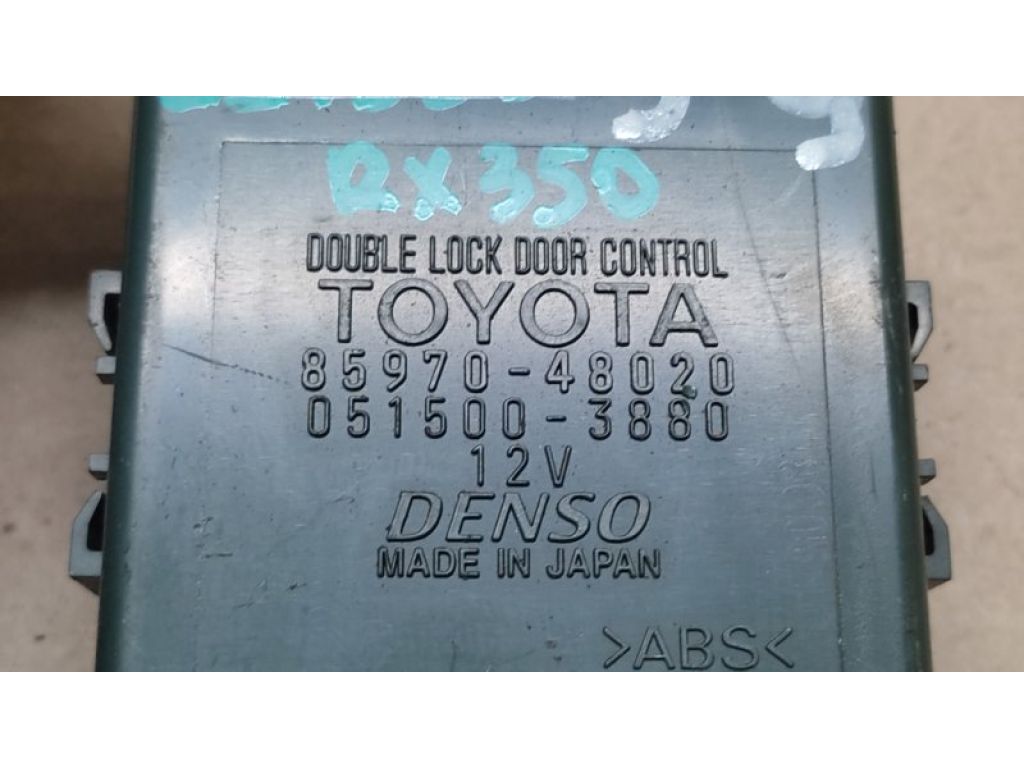 RX350
DOUBLE LOCK DOOR CONTROL
TOYOTA
85970-48020
051500-3880
12V
DENSO
MADE IN JAPAN
>ABS<